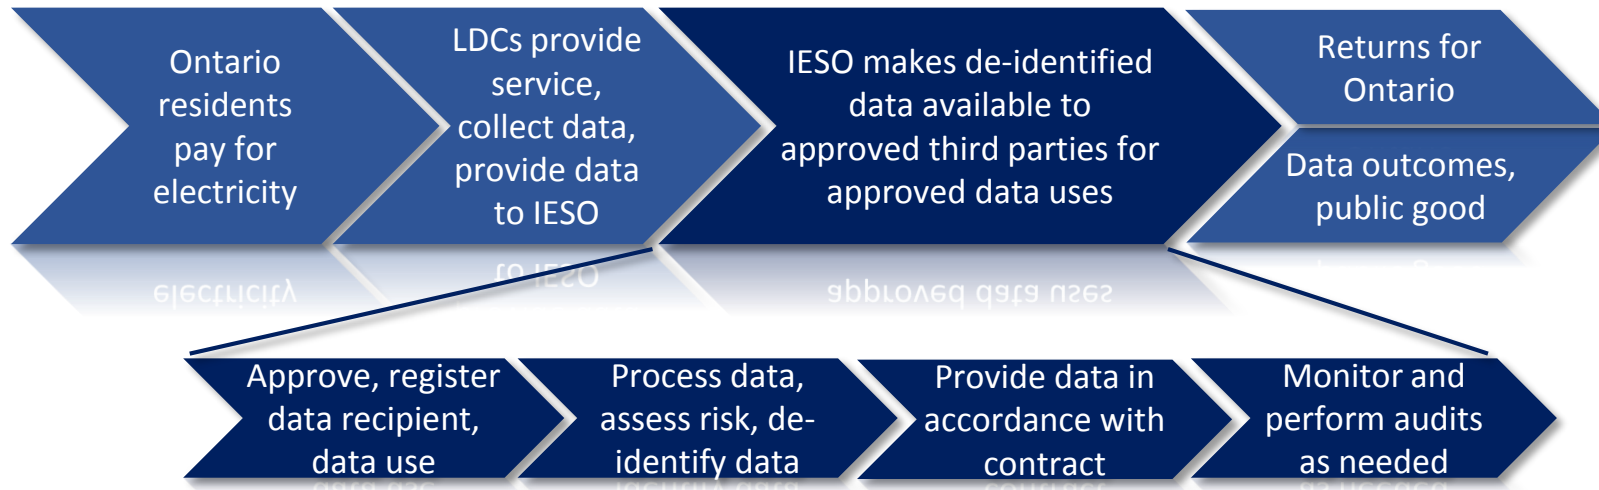 Ontario
residents
pay for
electricity
LDCs provide
service,
collect data,
provide data
to IESO
IESO makes de-identified
data available to
approved third parties for
approved data uses
Returns for
Ontario
Data outcomes,
public good
Approve, register
data recipient,
data use
Process data,
assess risk, de-
identify data
Provide data in
accordance with
contract
Monitor and
perform audits
as needed